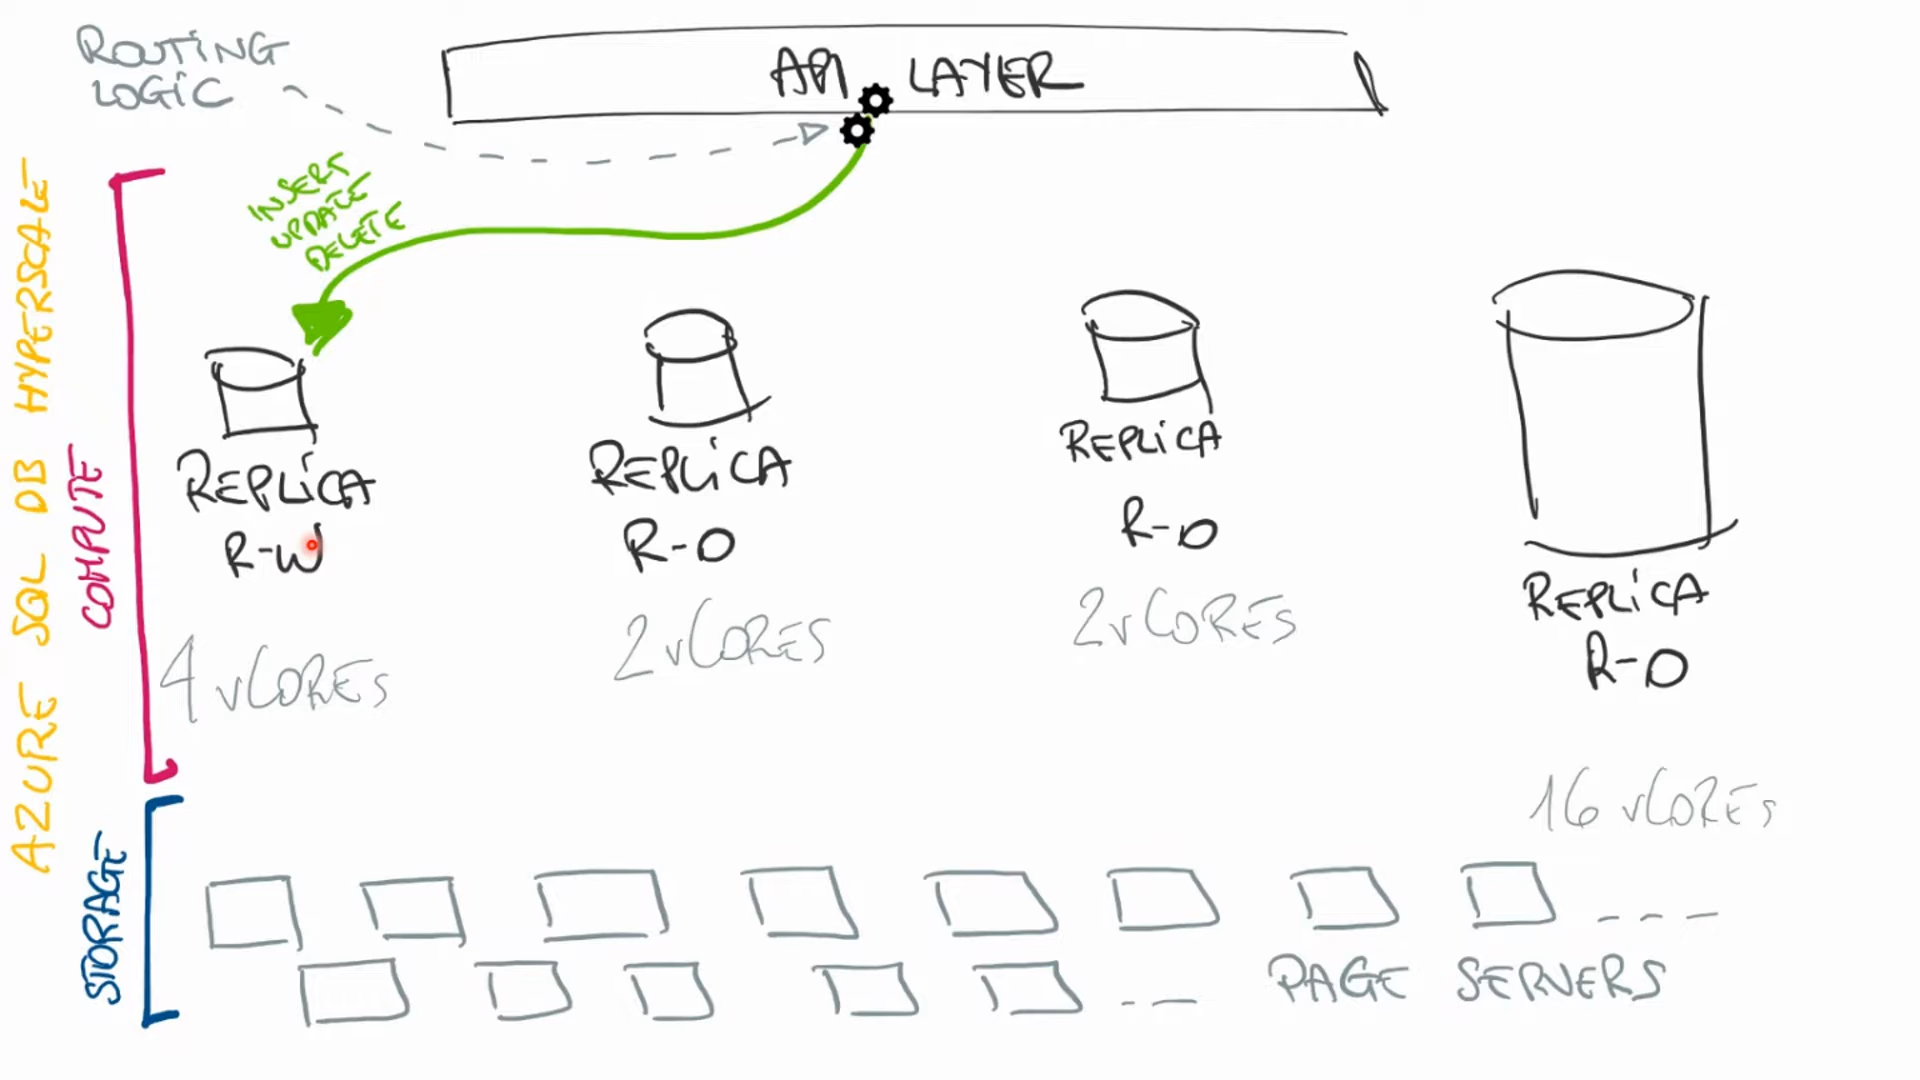 ROUTING
LOGIC
API LAYER
INSERT
UPDATE
DELETE
AZURE SQL DB HYPERSCALE
COMPUTE
REPLICA
R-W
4 vCORES
REPLICA
R-O
2 vCORES
REPLICA
R-O
2 vCORES
REPLICA
R-O
16 vCORES
STORAGE
PAGE SERVERS